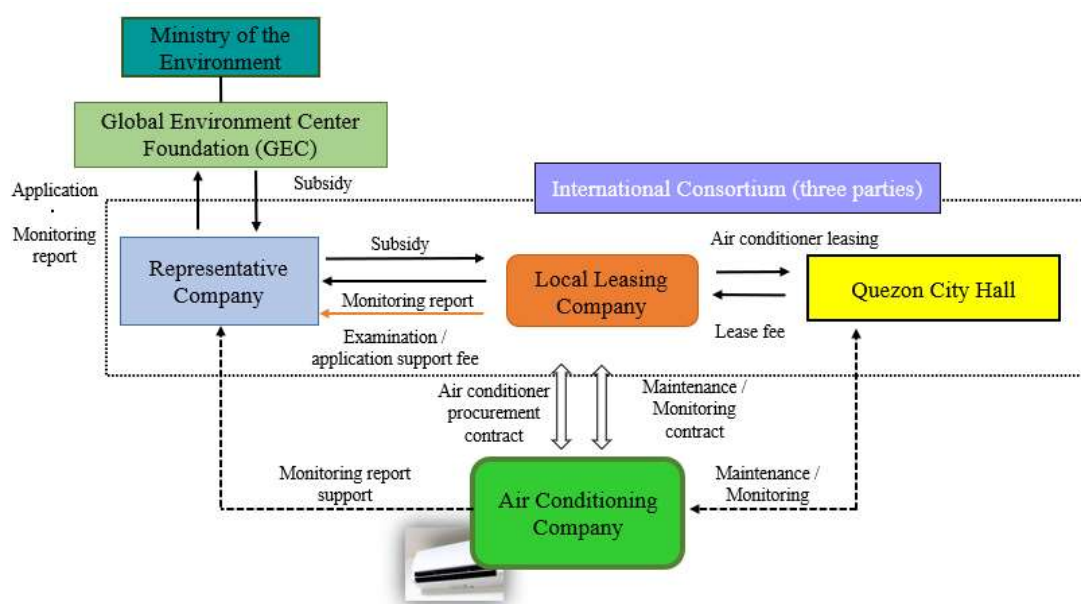 Ministry of the
Environment
Global Environment Center
Foundation (GEC)
Application
・
Monitoring
report
Subsidy
International Consortium (three parties)
Representative
Company
Subsidy
Monitoring report
Examination /
application support fee
Local Leasing
Company
Air conditioner leasing
Lease fee
Quezon City Hall
Air conditioner
procurement
contract
Maintenance /
Monitoring
contract
Monitoring report
support
Air Conditioning
Company
Maintenance /
Monitoring